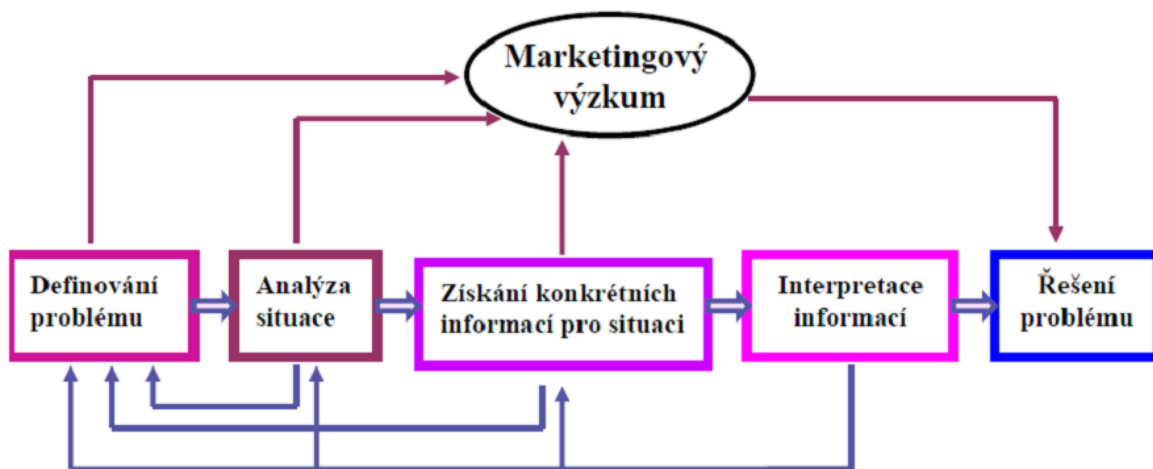 Marketingový
výzkum
Definování
problému
Analýza
situace
Získání konkrétních
informací pro situaci
Interpretace
informací
Řešení
problému